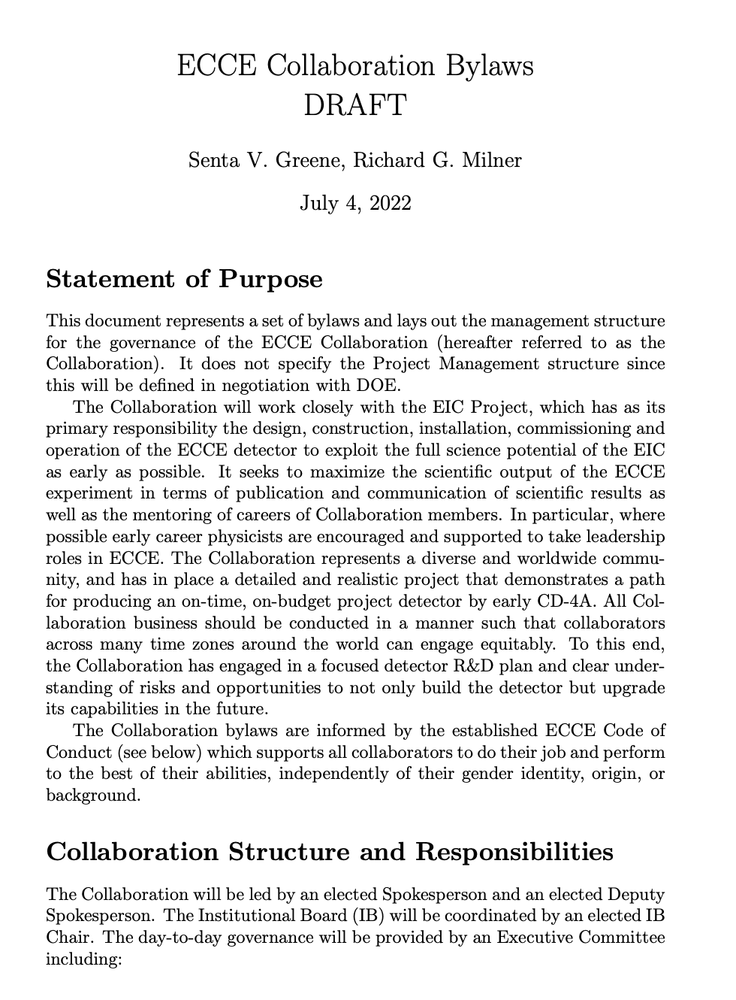 ECCE Collaboration Bylaws
DRAFT
Senta V. Greene, Richard G. Milner
July 4, 2022
Statement of Purpose
This document represents a set of bylaws and lays out the management structure
for the governance of the ECCE Collaboration (hereafter referred to as the
Collaboration). It does not specify the Project Management structure since
this will be defined in negotiation with DOE.
The Collaboration will work closely with the EIC Project, which has as its
primary responsibility the design, construction, installation, commissioning and
operation of the ECCE detector to exploit the full science potential of the EIC
as early as possible. It seeks to maximize the scientific output of the ECCE
experiment in terms of publication and communication of scientific results as
well as the mentoring of careers of Collaboration members. In particular, where
possible early career physicists are encouraged and supported to take leadership
roles in ECCE. The Collaboration represents a diverse and worldwide commu-
nity, and has in place a detailed and realistic project that demonstrates a path
for producing an on-time, on-budget project detector by early CD-4A. All Col-
laboration business should be conducted in a manner such that collaborators
across many time zones around the world can engage equitably. To this end,
the Collaboration has engaged in a focused detector R&D plan and clear under-
standing of risks and opportunities to not only build the detector but upgrade
its capabilities in the future.
The Collaboration bylaws are informed by the established ECCE Code of
Conduct (see below) which supports all collaborators to do their job and perform
to the best of their abilities, independently of their gender identity, origin, or
background.
Collaboration Structure and Responsibilities
The Collaboration will be led by an elected Spokesperson and an elected Deputy
Spokesperson. The Institutional Board (IB) will be coordinated by an elected IB
Chair. The day-to-day governance will be provided by an Executive Committee
including: